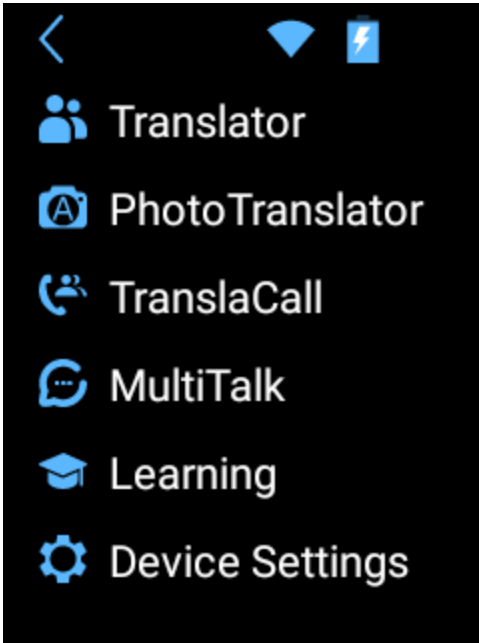 Translator
PhotoTranslator
TranslaCall
MultiTalk
Learning
Device Settings